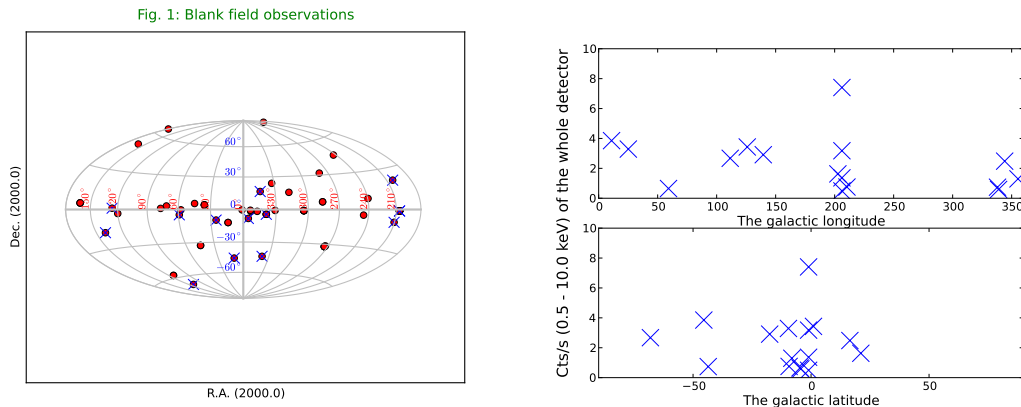 Fig. 1: Blank field observations
Dec. (2000.0)
60°
30°
150° 120° 90° 60° 330° 300° 270° 240° 210°
−30°
−60°
R.A. (2000.0)
Cts/s (0.5 - 10.0 keV) of the whole detector
10
8
6
4
2
0
0 50 100 150 200 250 300 350
The galactic longitude
10
8
6
4
2
0
−50 0 50
The galactic latitude